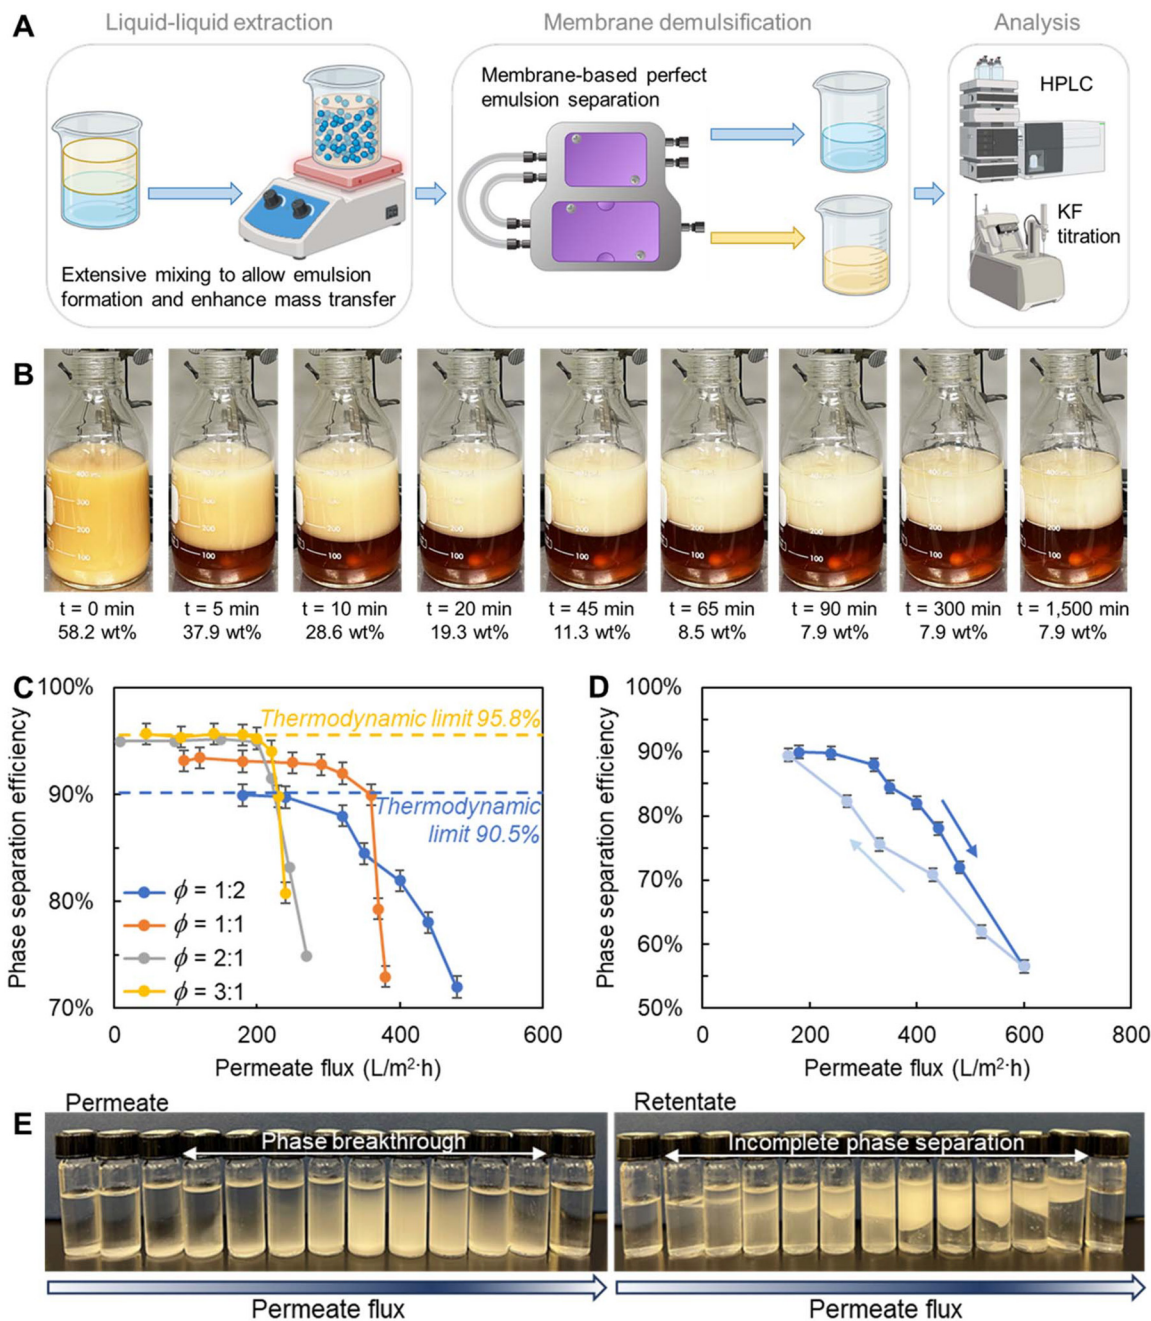 A
Liquid-liquid extraction
Membrane demulsification
Analysis
Extensive mixing to allow emulsion
formation and enhance mass transfer
Membrane-based perfect
emulsion separation
HPLC
KF
titration
B
t = 0 min
58.2 wt%
t = 5 min
37.9 wt%
t = 10 min
28.6 wt%
t = 20 min
19.3 wt%
t = 45 min
11.3 wt%
t = 65 min
8.5 wt%
t = 90 min
7.9 wt%
t = 300 min
7.9 wt%
t = 1,500 min
7.9 wt%
C
Phase separation efficiency
100%
90%
80%
70%
Thermodynamic limit 95.8%
Thermodynamic
limit 90.5%
ϕ = 1:2
ϕ = 1:1
ϕ = 2:1
ϕ = 3:1
0
200
400
600
Permeate flux (L/m²·h)
D
Phase separation efficiency
100%
90%
80%
70%
60%
50%
0
200
400
600
800
Permeate flux (L/m²·h)
E
Permeate
Phase breakthrough
Permeate flux
Retentate
Incomplete phase separation
Permeate flux